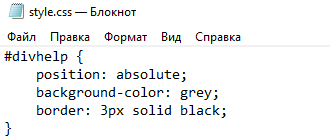 style.css — Блокнот
Файл Правка Формат Вид Справка
#divhelp {
    position: absolute;
    background-color: grey;
    border: 3px solid black;
}